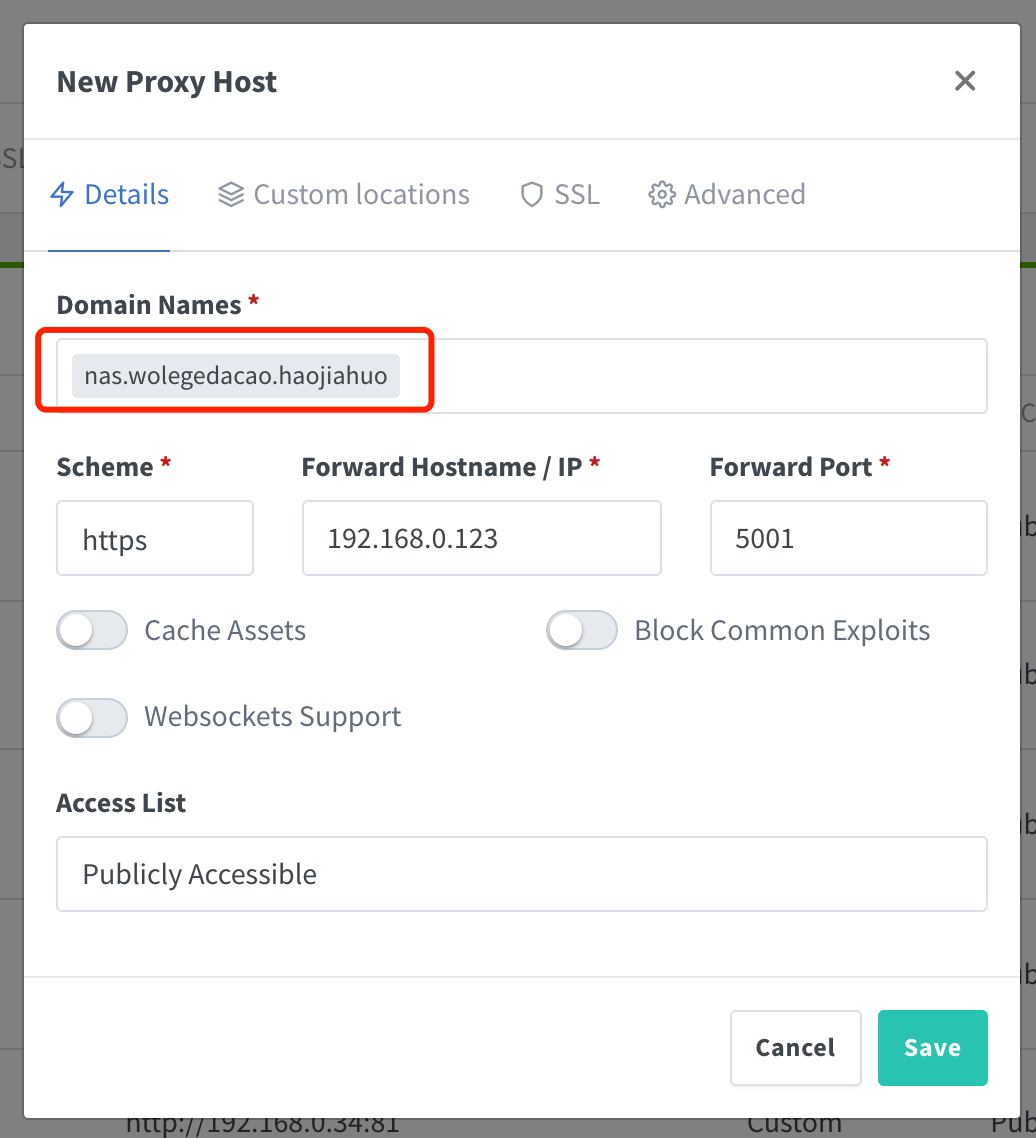 New Proxy Host
Details Custom locations SSL Advanced
Domain Names *
nas.wolegedacao.haojiahuo
Scheme * Forward Hostname / IP * Forward Port *
https 192.168.0.123 5001
Cache Assets Block Common Exploits
Websockets Support
Access List
Publicly Accessible
Cancel Save
http://192.168.0.34:81 Custom